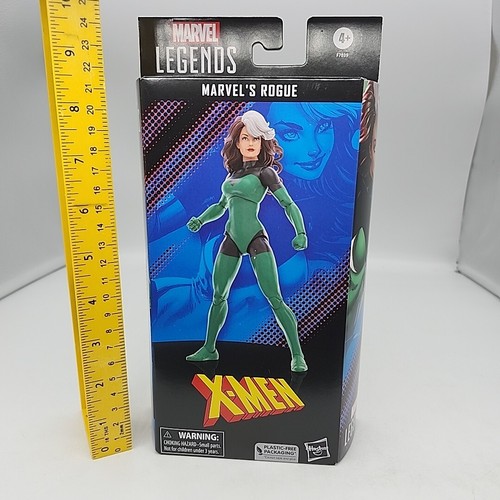 MARVEL
LEGENDS
4+
F7039
MARVEL'S ROGUE
X-MEN
WARNING:
CHOKING HAZARD-Small parts.
Not for children under 3 years.
PLASTIC-FREE
PACKAGING
Hasbro